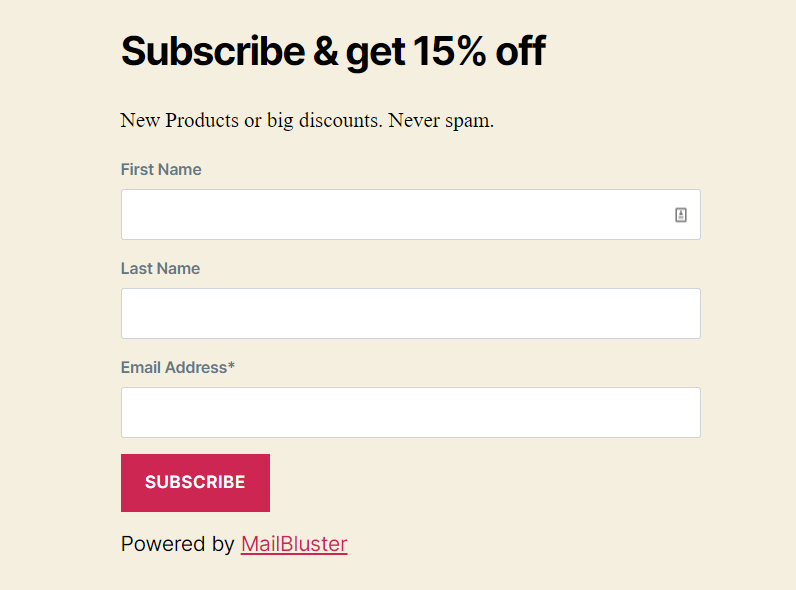 Subscribe & get 15% off
New Products or big discounts. Never spam.
First Name
Last Name
Email Address*
SUBSCRIBE
Powered by MailBluster